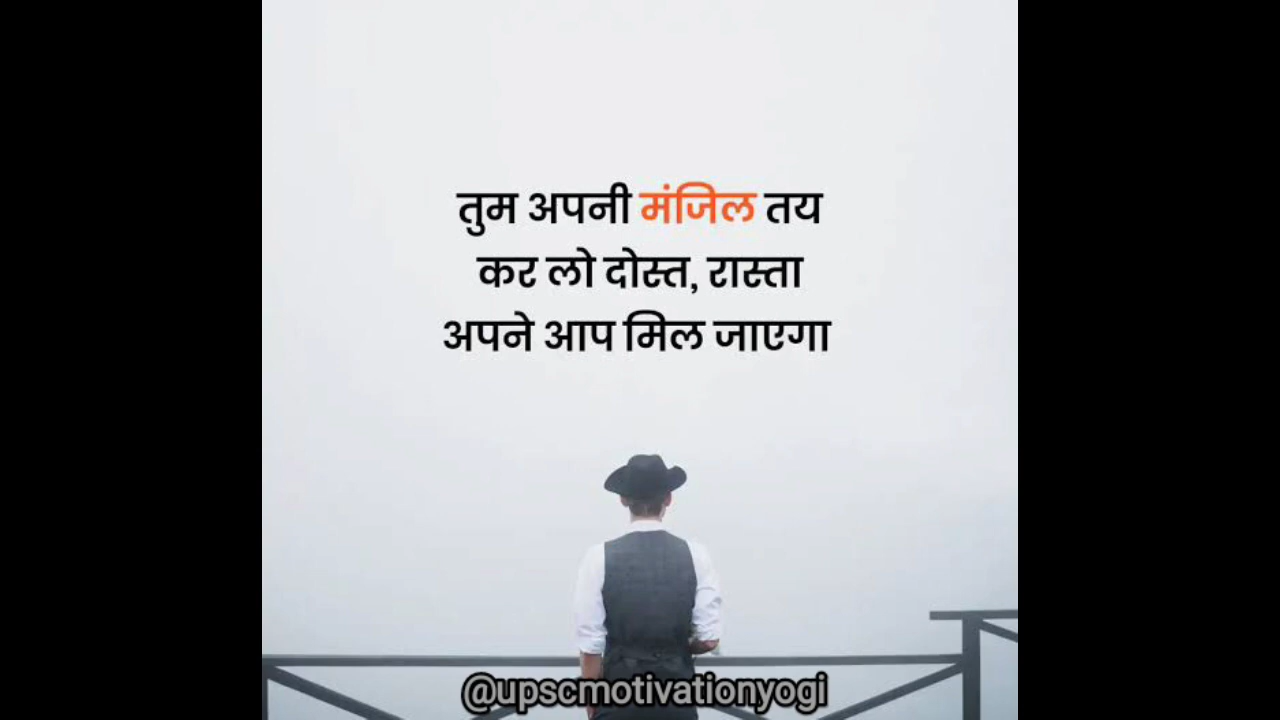 तुम अपनी मंजिल तय
कर लो दोस्त, रास्ता
अपने आप मिल जाएगा
@upscmotivationyogi